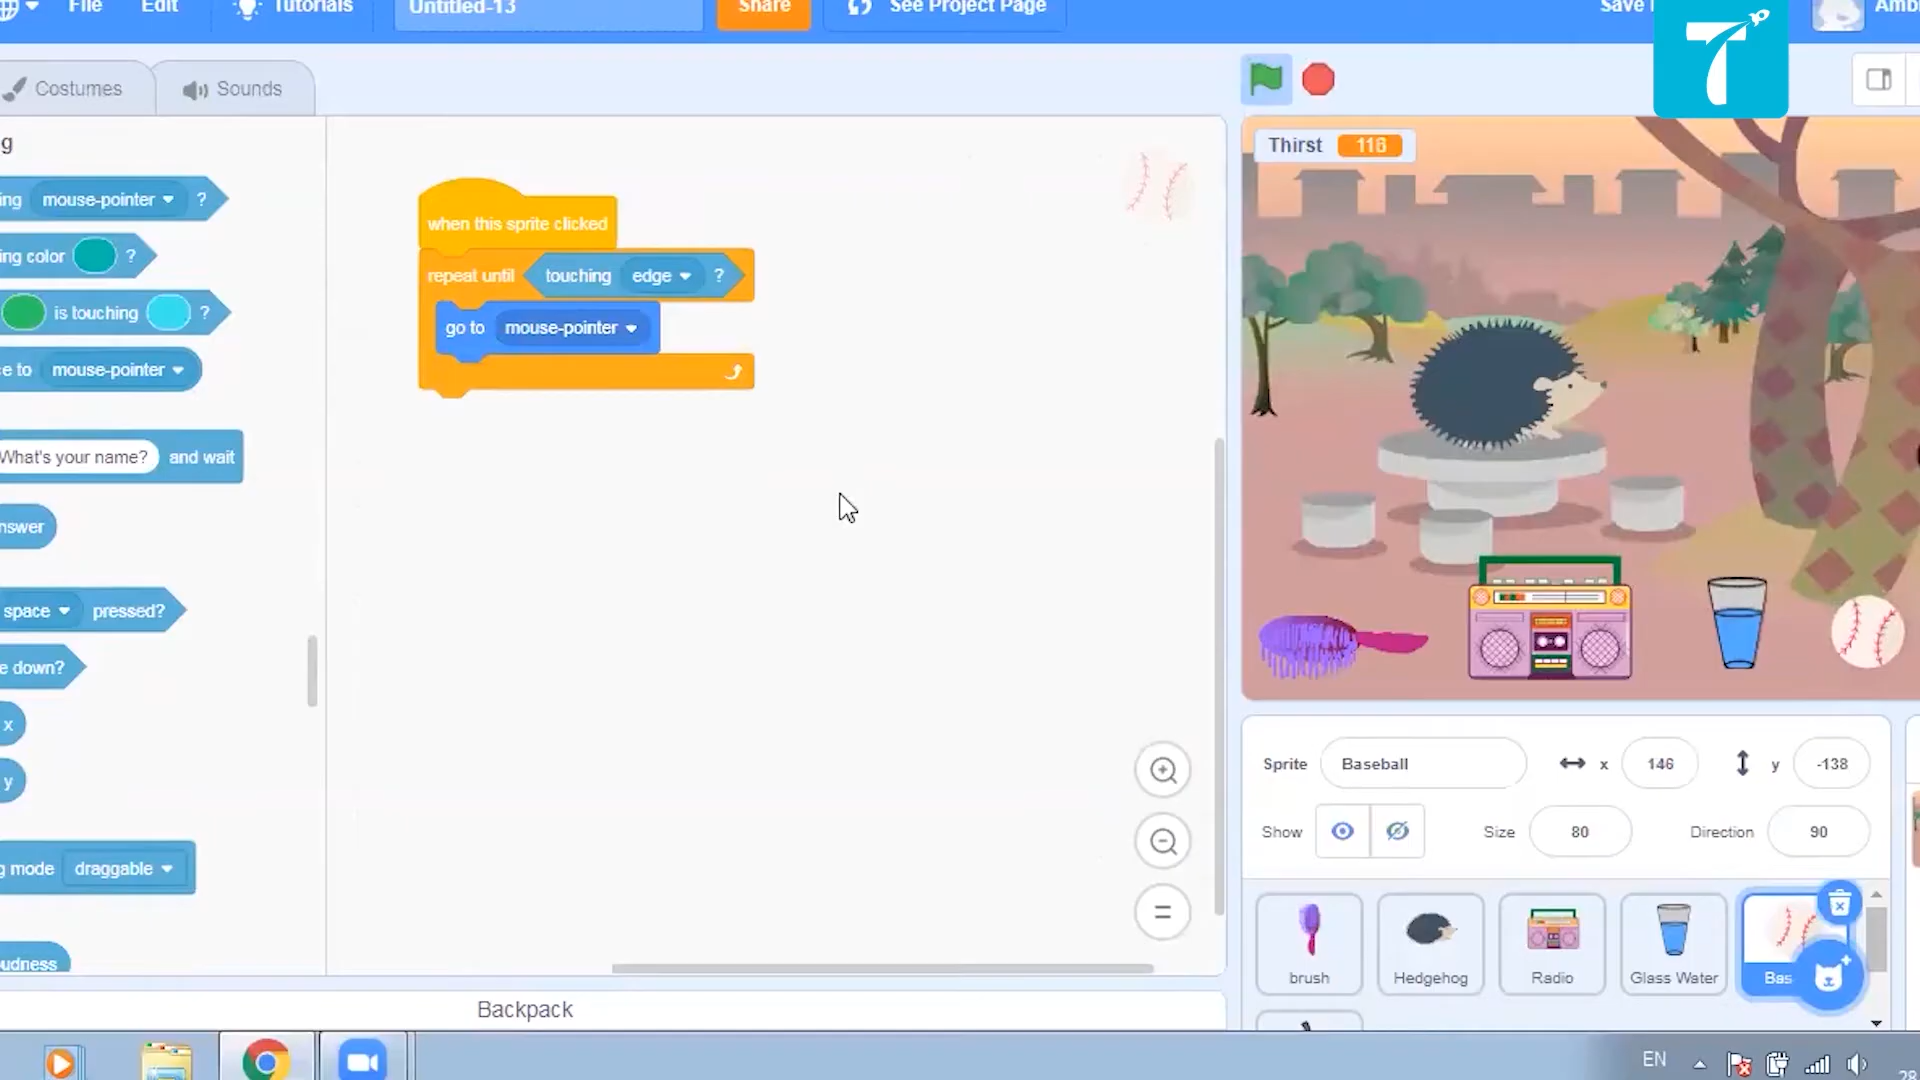 File Edit Tutorials Untitled-13 Share See Project Page Save
Costumes Sounds
g
Thirst 118
ing mouse-pointer ?
ing color ?
is touching ?
e to mouse-pointer
What's your name? and wait
nswer
space pressed?
e down?
x
y
g mode draggable
udness
when this sprite clicked
repeat until touching edge ?
go to mouse-pointer
Sprite Baseball x 146 y -138
Show Size 80 Direction 90
brush Hedgehog Radio Glass Water Bas
Backpack
EN
28